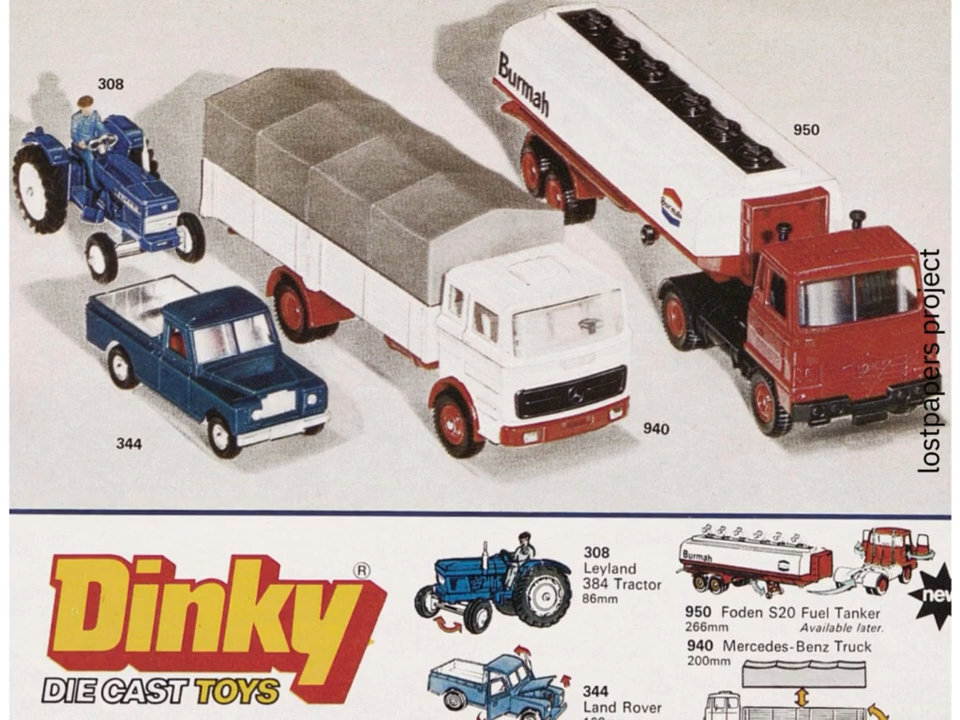 308
Burmah
950
Burmah
940
344
lostpapers project
Dinky®
DIE CAST TOYS
308
Leyland
384 Tractor
86mm
Burmah
new
950 Foden S20 Fuel Tanker
266mm Available later.
940 Mercedes-Benz Truck
200mm
344
Land Rover